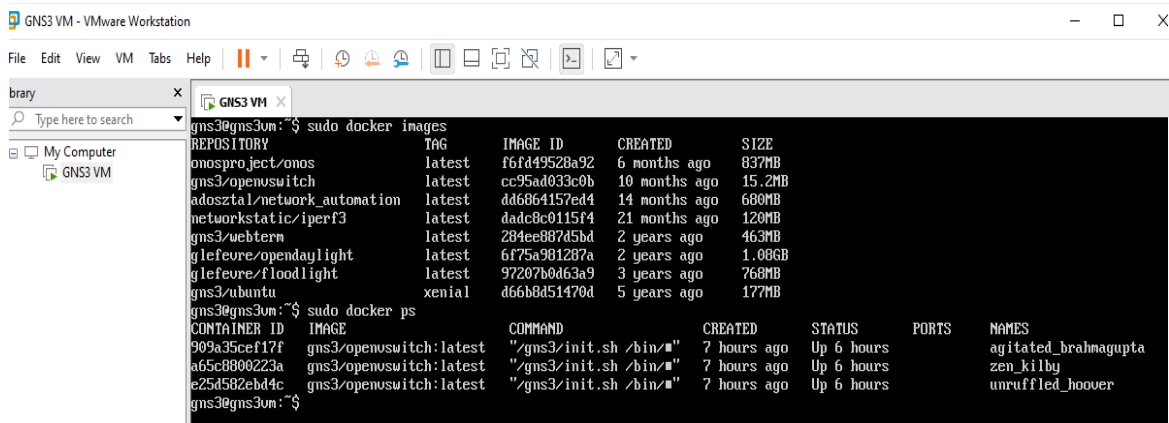 GNS3 VM - VMware Workstation
File Edit View VM Tabs Help
brary
GNS3 VM
Type here to search
My Computer
GNS3 VM
gns3@gns3vm:~$ sudo docker images
REPOSITORY TAG IMAGE ID CREATED SIZE
onosproject/onos latest f6fd49528a92 6 months ago 837MB
gns3/openvswitch latest cc95ad033c0b 10 months ago 15.2MB
adosztal/network_automation latest dd6864157ed4 14 months ago 680MB
networkstatic/iperf3 latest dadc8c0115f4 21 months ago 120MB
gns3/webterm latest 284ee887d5bd 2 years ago 463MB
glefevre/opendaylight latest 6f75a981287a 2 years ago 1.08GB
glefevre/floodlight latest 97207b0d63a9 3 years ago 768MB
gns3/ubuntu xenial d66b8d51470d 5 years ago 177MB
gns3@gns3vm:~$ sudo docker ps
CONTAINER ID IMAGE COMMAND CREATED STATUS PORTS NAMES
909a35cef17f gns3/openvswitch:latest "/gns3/init.sh /bin/■" 7 hours ago Up 6 hours agitated_brahmagupta
a65c8800223a gns3/openvswitch:latest "/gns3/init.sh /bin/■" 7 hours ago Up 6 hours zen_kilby
e25d582ebd4c gns3/openvswitch:latest "/gns3/init.sh /bin/■" 7 hours ago Up 6 hours unruffled_hoover
gns3@gns3vm:~$